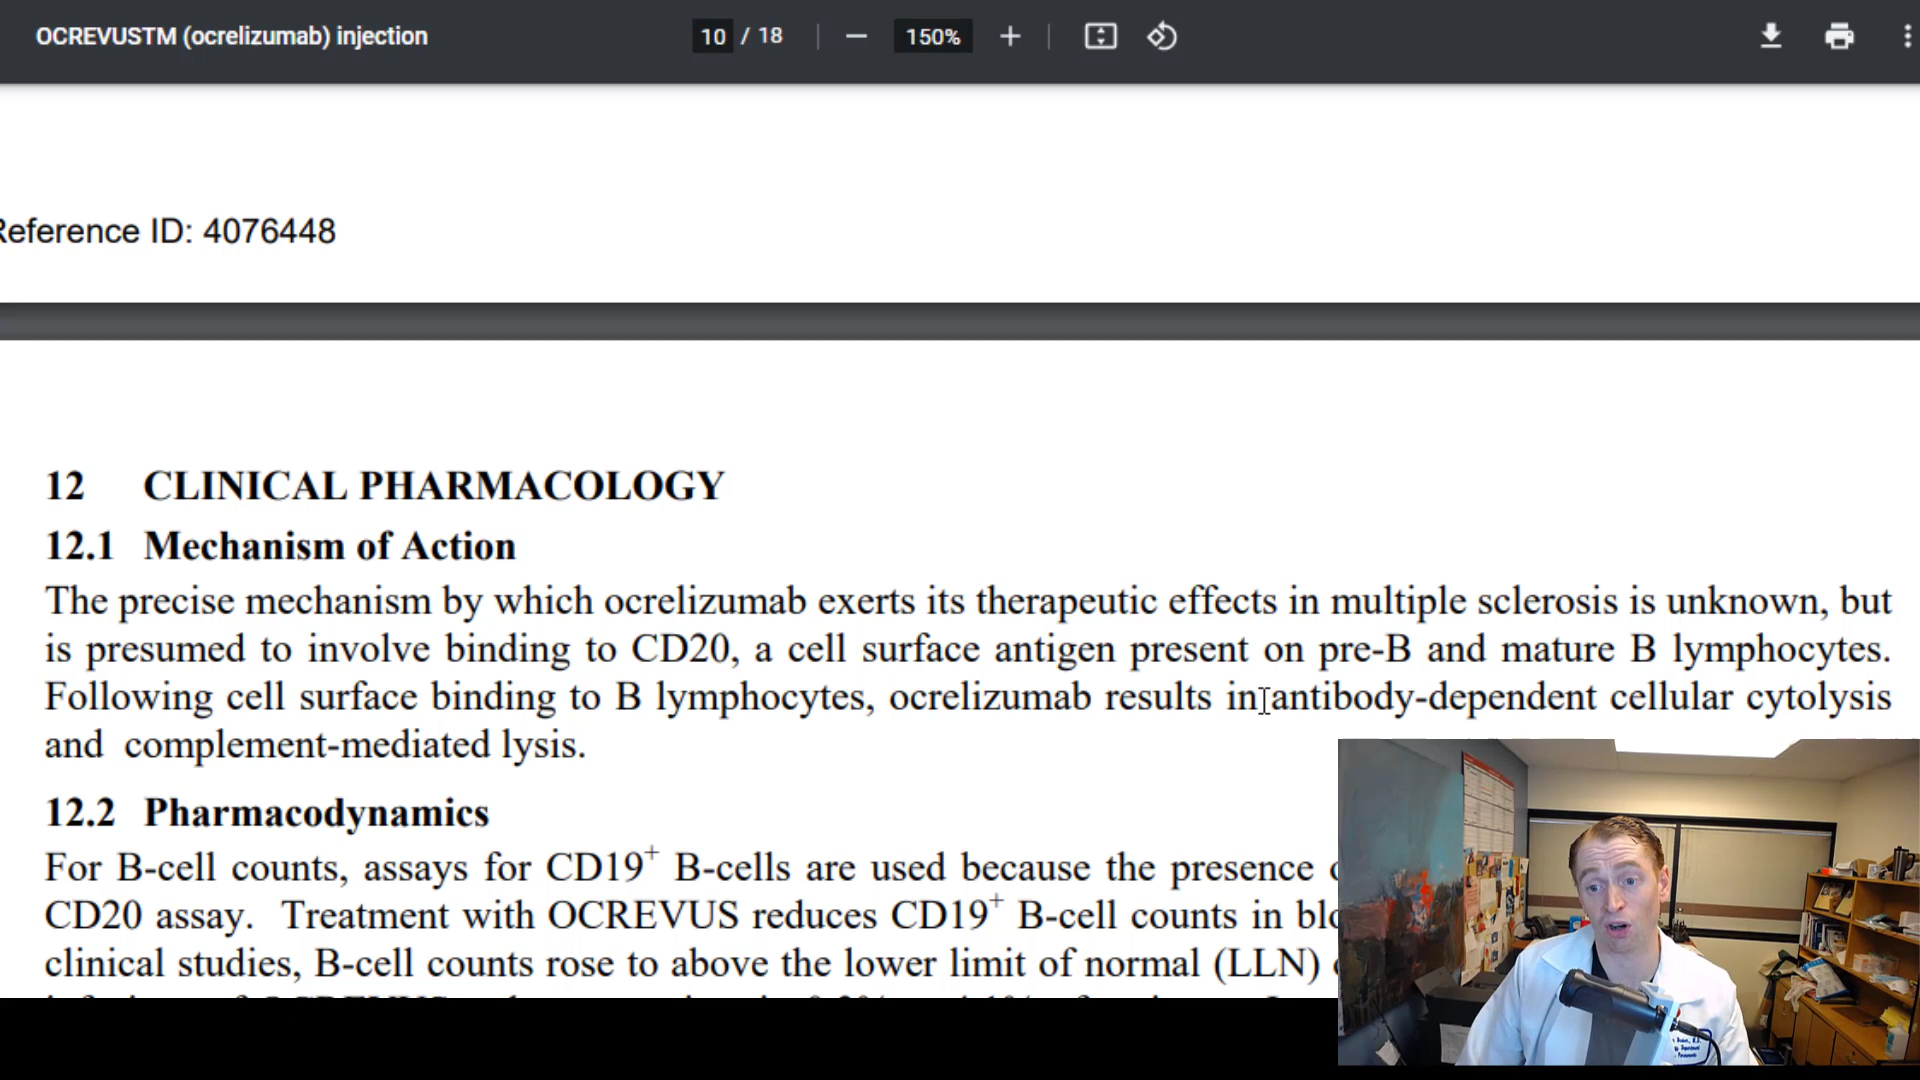 OCREVUSTM (ocrelizumab) injection
10 / 18
150%
Reference ID: 4076448
12 CLINICAL PHARMACOLOGY
12.1 Mechanism of Action
The precise mechanism by which ocrelizumab exerts its therapeutic effects in multiple sclerosis is unknown, but
is presumed to involve binding to CD20, a cell surface antigen present on pre-B and mature B lymphocytes.
Following cell surface binding to B lymphocytes, ocrelizumab results in antibody-dependent cellular cytolysis
and complement-mediated lysis.
12.2 Pharmacodynamics
For B-cell counts, assays for CD19+ B-cells are used because the presence
CD20 assay. Treatment with OCREVUS reduces CD19+ B-cell counts in
clinical studies, B-cell counts rose to above the lower limit of normal (LLN)